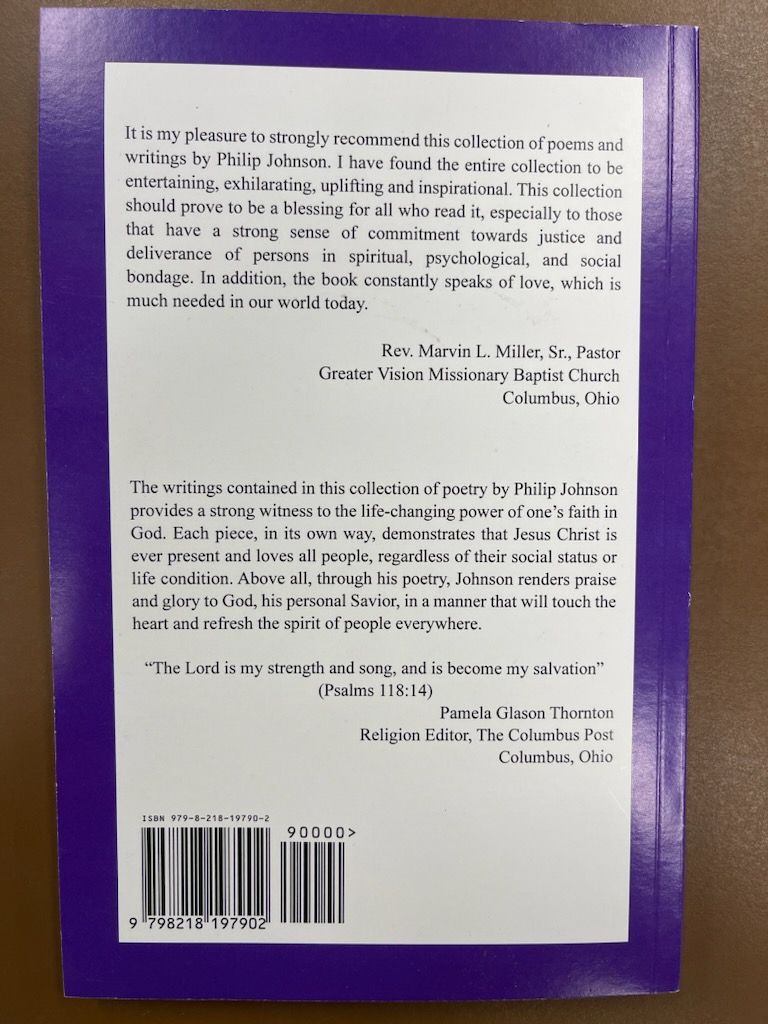 It is my pleasure to strongly recommend this collection of poems and
writings by Philip Johnson. I have found the entire collection to be
entertaining, exhilarating, uplifting and inspirational. This collection
should prove to be a blessing for all who read it, especially to those
that have a strong sense of commitment towards justice and
deliverance of persons in spiritual, psychological, and social
bondage. In addition, the book constantly speaks of love, which is
much needed in our world today.
Rev. Marvin L. Miller, Sr., Pastor
Greater Vision Missionary Baptist Church
Columbus, Ohio
The writings contained in this collection of poetry by Philip Johnson
provides a strong witness to the life-changing power of one’s faith in
God. Each piece, in its own way, demonstrates that Jesus Christ is
ever present and loves all people, regardless of their social status or
life condition. Above all, through his poetry, Johnson renders praise
and glory to God, his personal Savior, in a manner that will touch the
heart and refresh the spirit of people everywhere.
“The Lord is my strength and song, and is become my salvation”
(Psalms 118:14)
Pamela Glason Thornton
Religion Editor, The Columbus Post
Columbus, Ohio
ISBN 979-8-218-19790-2
90000>
9 798218 197902